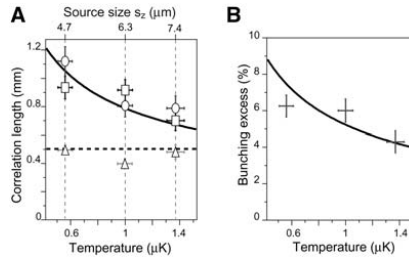 A
Source size s_z (μm)
4.7 6.3 7.4
Correlation length (mm)
1.2
0.8
0.4
0
0.6 1 1.4
Temperature (μK)
B
Bunching excess (%)
10
8
6
4
2
0
0.6 1 1.4
Temperature (μK)